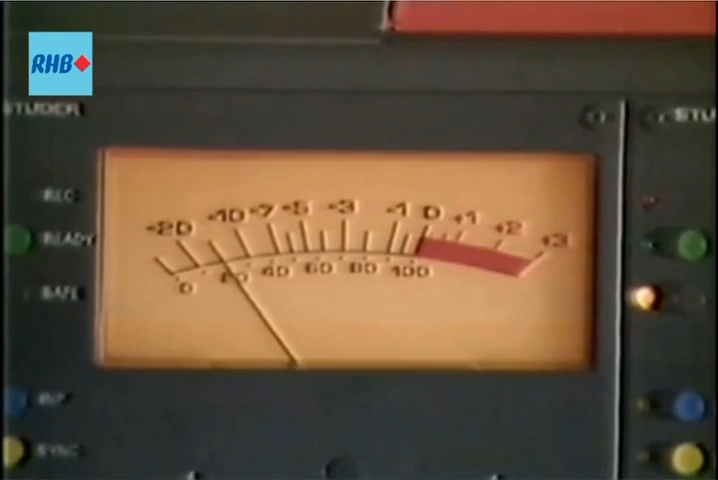 RHB
STUDER
STU
REC
-20 -10 -7 -5 -3 -1 0 +1 +2 +3
READY
0 20 40 60 80 100
SAFE
INP
SYNC